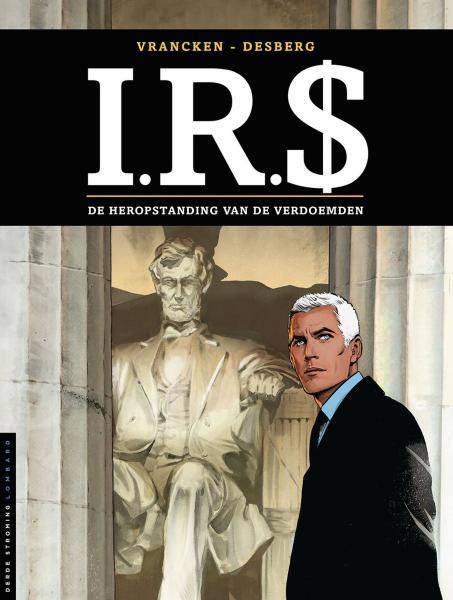 VRANCKEN - DESBERG
I.R.$
DE HEROPSTANDING VAN DE VERDOEMDEN
DERDE STROMING LOMBARD